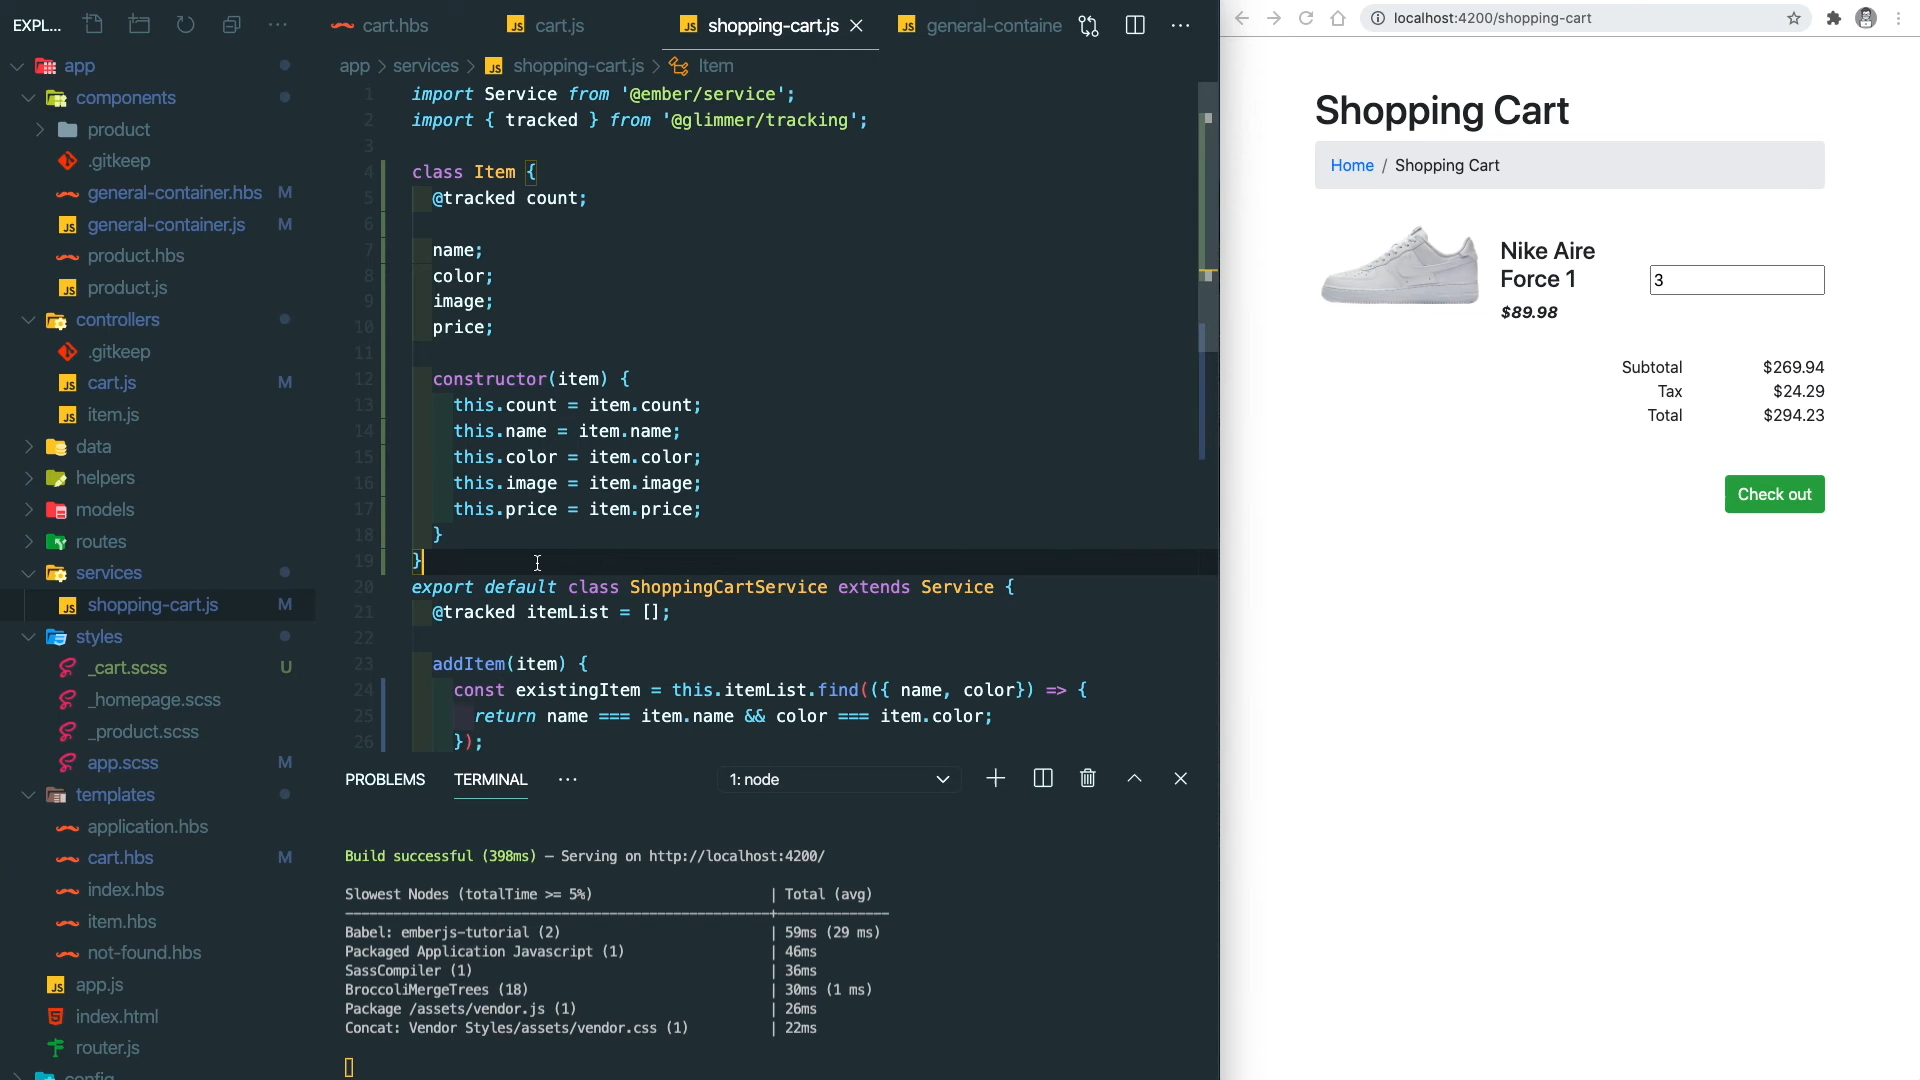 EXPL...
app
components
product
.gitkeep
general-container.hbs M
general-container.js M
product.hbs
product.js
controllers
.gitkeep
cart.js M
item.js
data
helpers
models
routes
services
shopping-cart.js M
styles
_cart.scss U
_homepage.scss
_product.scss
app.scss M
templates
application.hbs
cart.hbs M
index.hbs
item.hbs
not-found.hbs
app.js
index.html
router.js
config
cart.hbs JS cart.js JS shopping-cart.js JS general-containe
app > services > JS shopping-cart.js > Item
1 import Service from '@ember/service';
2 import { tracked } from '@glimmer/tracking';
3
4 class Item {
5 @tracked count;
6
7 name;
8 color;
9 image;
10 price;
11
12 constructor(item) {
13 this.count = item.count;
14 this.name = item.name;
15 this.color = item.color;
16 this.image = item.image;
17 this.price = item.price;
18 }
19 }
20 export default class ShoppingCartService extends Service {
21 @tracked itemList = [];
22
23 addItem(item) {
24 const existingItem = this.itemList.find(({ name, color}) => {
25 return name === item.name && color === item.color;
26 });
PROBLEMS TERMINAL ... 1: node
Build successful (398ms) – Serving on http://localhost:4200/
Slowest Nodes (totalTime >= 5%) | Total (avg)
Babel: emberjs-tutorial (2) | 59ms (29 ms)
Packaged Application Javascript (1) | 46ms
SassCompiler (1) | 36ms
BroccoliMergeTrees (18) | 30ms (1 ms)
Package /assets/vendor.js (1) | 26ms
Concat: Vendor Styles/assets/vendor.css (1) | 22ms
localhost:4200/shopping-cart
Shopping Cart
Home / Shopping Cart
Nike Aire
Force 1
$89.98
3
Subtotal $269.94
Tax $24.29
Total $294.23
Check out